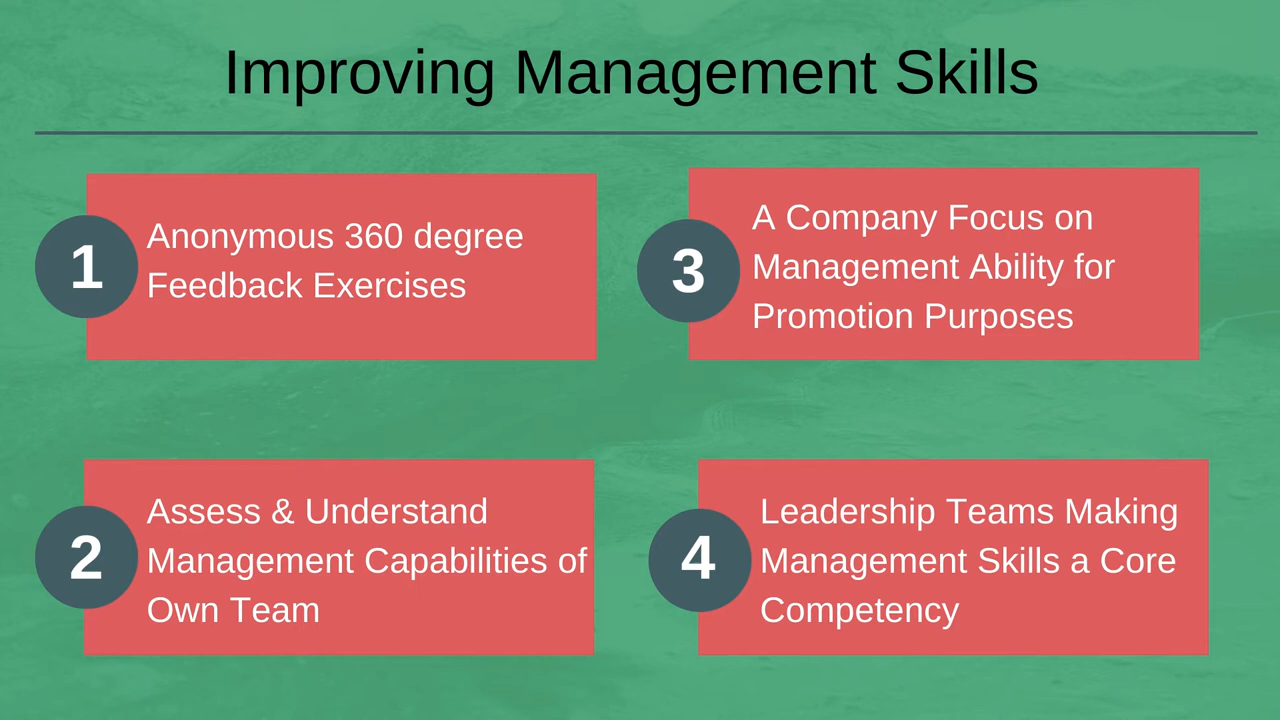 Improving Management Skills
1
Anonymous 360 degree
Feedback Exercises
2
Assess & Understand
Management Capabilities of
Own Team
3
A Company Focus on
Management Ability for
Promotion Purposes
4
Leadership Teams Making
Management Skills a Core
Competency